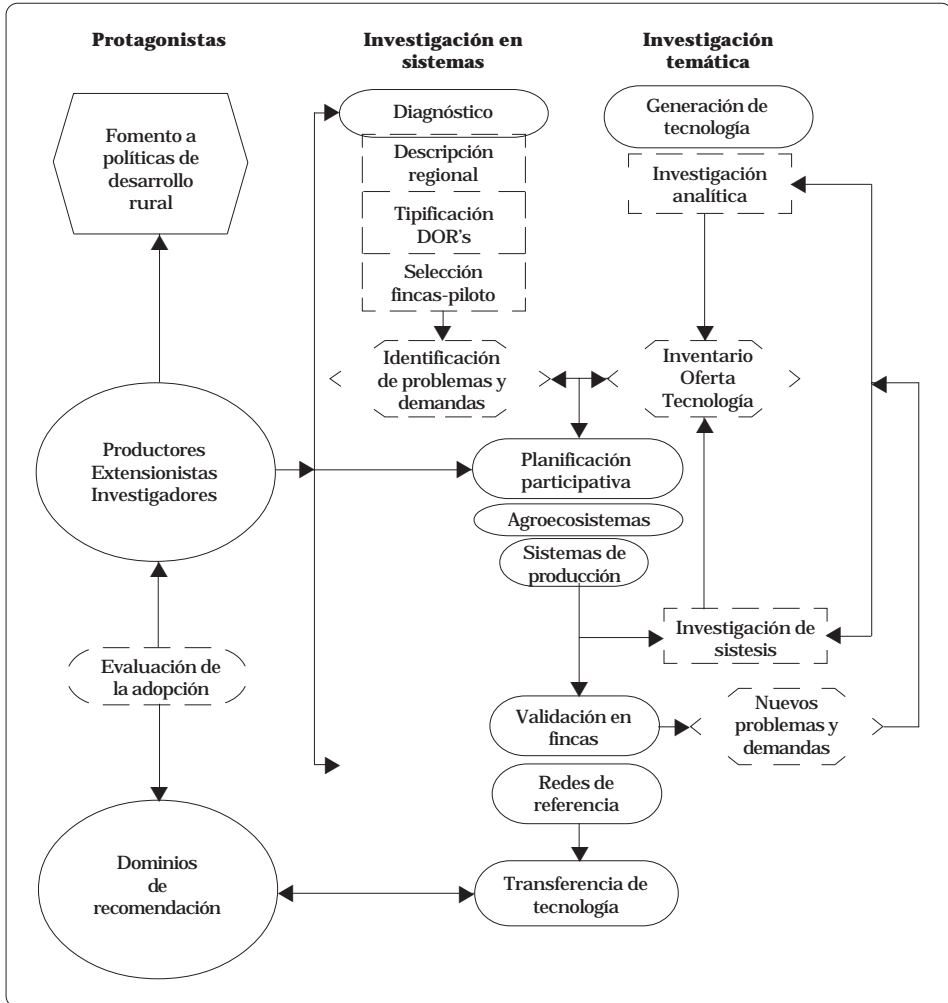 Protagonistas
Investigación en
sistemas
Investigación
temática
Fomento a
políticas de
desarrollo
rural
Diagnóstico
Descripción
regional
Tipificación
DOR's
Selección
fincas-piloto
Identificación
de problemas y
demandas
Generación de
tecnología
Investigación
analítica
Inventario
Oferta
Tecnología
Productores
Extensionistas
Investigadores
Planificación
participativa
Agroecosistemas
Sistemas de
producción
Investigación de
sistesis
Evaluación de
la adopción
Validación en
fincas
Nuevos
problemas y
demandas
Redes de
referencia
Dominios
de
recomendación
Transferencia de
tecnología